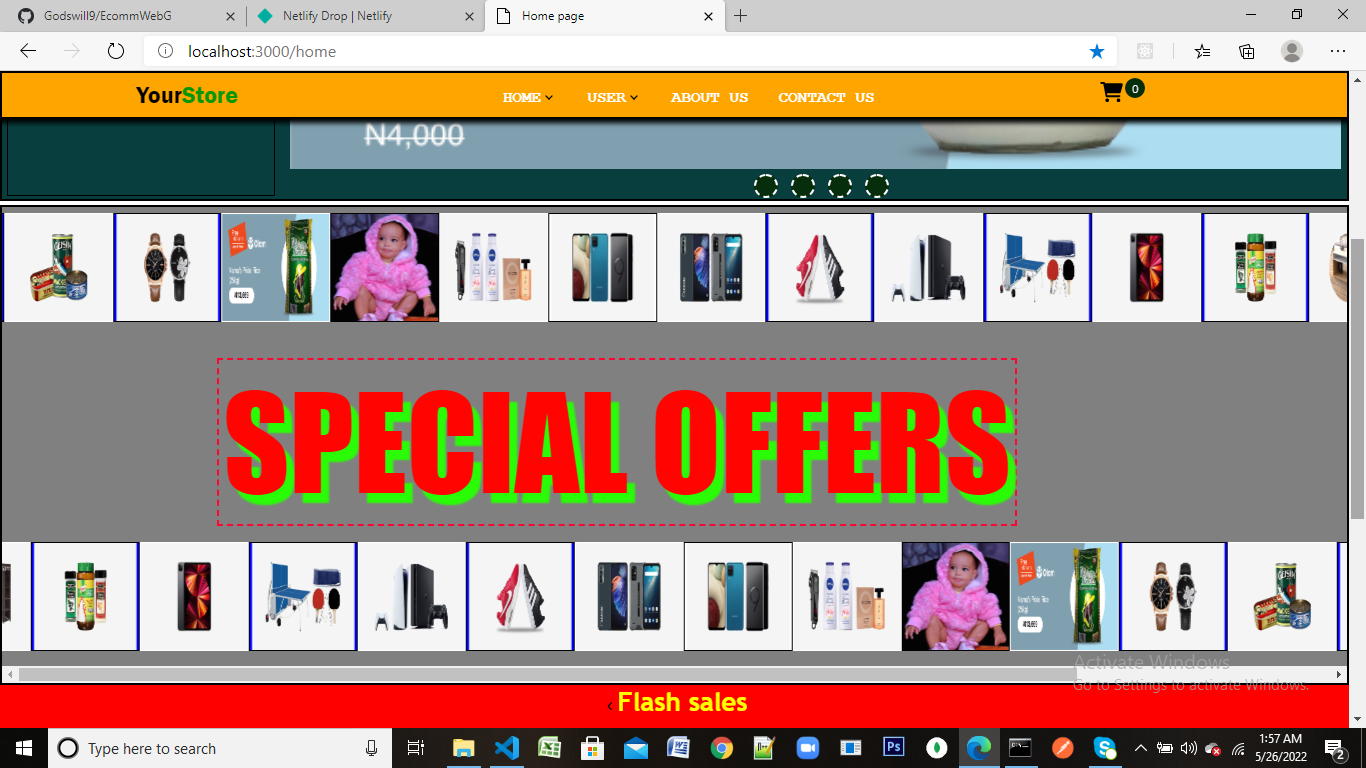 Godswill9/EcommWebG
Netlify Drop | Netlify
Home page
localhost:3000/home
YourStore
HOME
USER
ABOUT US
CONTACT US
0
N4,000
SPECIAL OFFERS
Activate Windows
Go to Settings to activate Windows.
Flash sales
Type here to search
1:57 AM
5/26/2022
2